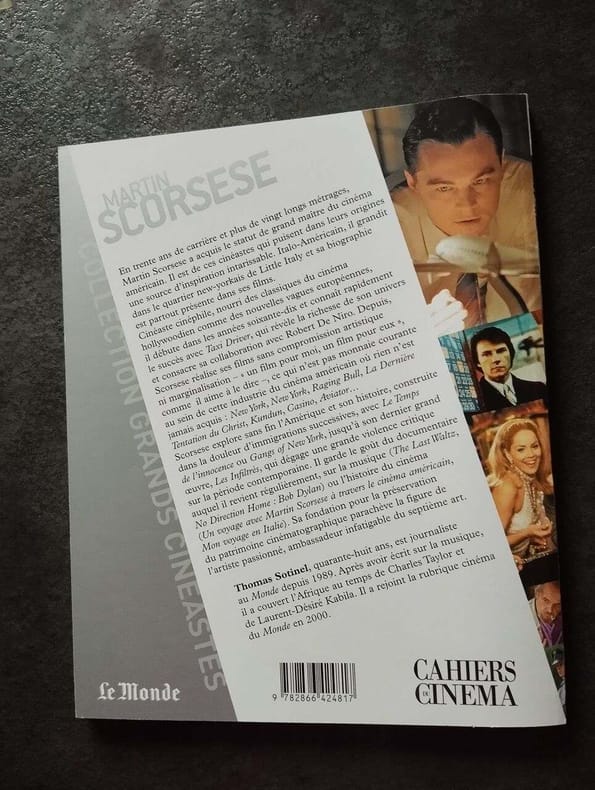 MARTIN
SCORSESE
COLLECTION GRANDS CINÉASTES
En trente ans de carrière et plus de vingt longs métrages,
Martin Scorsese a acquis le statut de grand maître du cinéma
américain. Il est de ces cinéastes qui puisent dans leurs origines
une source d'inspiration intarissable. Italo-Américain, il grandit
dans le quartier new-yorkais de Little Italy et sa biographie
est partout présente dans ses films.
Cinéaste cinéphile, nourri des classiques du cinéma
hollywoodien comme des nouvelles vagues européennes,
il débute dans les années soixante-dix et connaît rapidement
le succès avec Taxi Driver, qui révèle la richesse de son univers
et consacre sa collaboration avec Robert De Niro. Depuis,
Scorsese réalise ses films sans compromission artistique
ni marginalisation – « un film pour moi, un film pour eux »,
comme il aime à le dire –, ce qui n'est pas monnaie courante
au sein de cette industrie du cinéma américain où rien n'est
jamais acquis : New York, New York, Raging Bull, La Dernière
Tentation du Christ, Kundun, Casino, Aviator…
Scorsese explore sans fin l'Amérique et son histoire, construite
dans la douleur d'immigrations successives, avec Le Temps
de l'innocence ou Gangs of New York, jusqu'à son dernier grand
œuvre, Les Infiltrés, qui dégage une grande violence critique
sur la période contemporaine. Il garde le goût du documentaire
auquel il revient régulièrement, sur la musique (The Last Waltz,
No Direction Home : Bob Dylan) ou l'histoire du cinéma
(Un voyage avec Martin Scorsese à travers le cinéma américain,
Mon voyage en Italie). Sa fondation pour la préservation
du patrimoine cinématographique parachève la figure de
l'artiste passionné, ambassadeur infatigable du septième art.
Thomas Sotinel, quarante-huit ans, est journaliste
au Monde depuis 1989. Après avoir écrit sur la musique,
il a couvert l'Afrique au temps de Charles Taylor et
de Laurent-Désiré Kabila. Il a rejoint la rubrique cinéma
du Monde en 2000.
Le Monde
9 782866 424817
CAHIERS
DU CINEMA